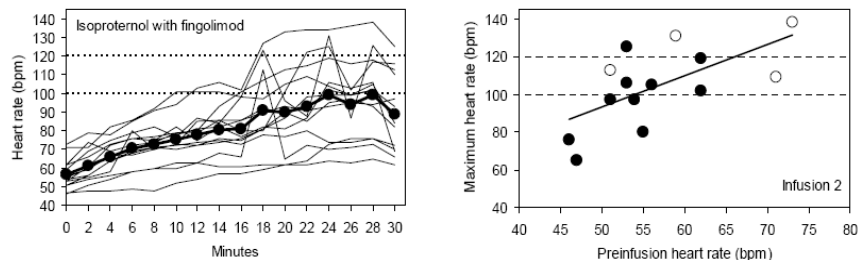 Isoproternol with fingolimod
Heart rate (bpm)
140
130
120
110
100
90
80
70
60
50
40
0 2 4 6 8 10 12 14 16 18 20 22 24 26 28 30
Minutes
Maximum heart rate (bpm)
140
120
100
80
60
40
Infusion 2
40 45 50 55 60 65 70 75 80
Preinfusion heart rate (bpm)